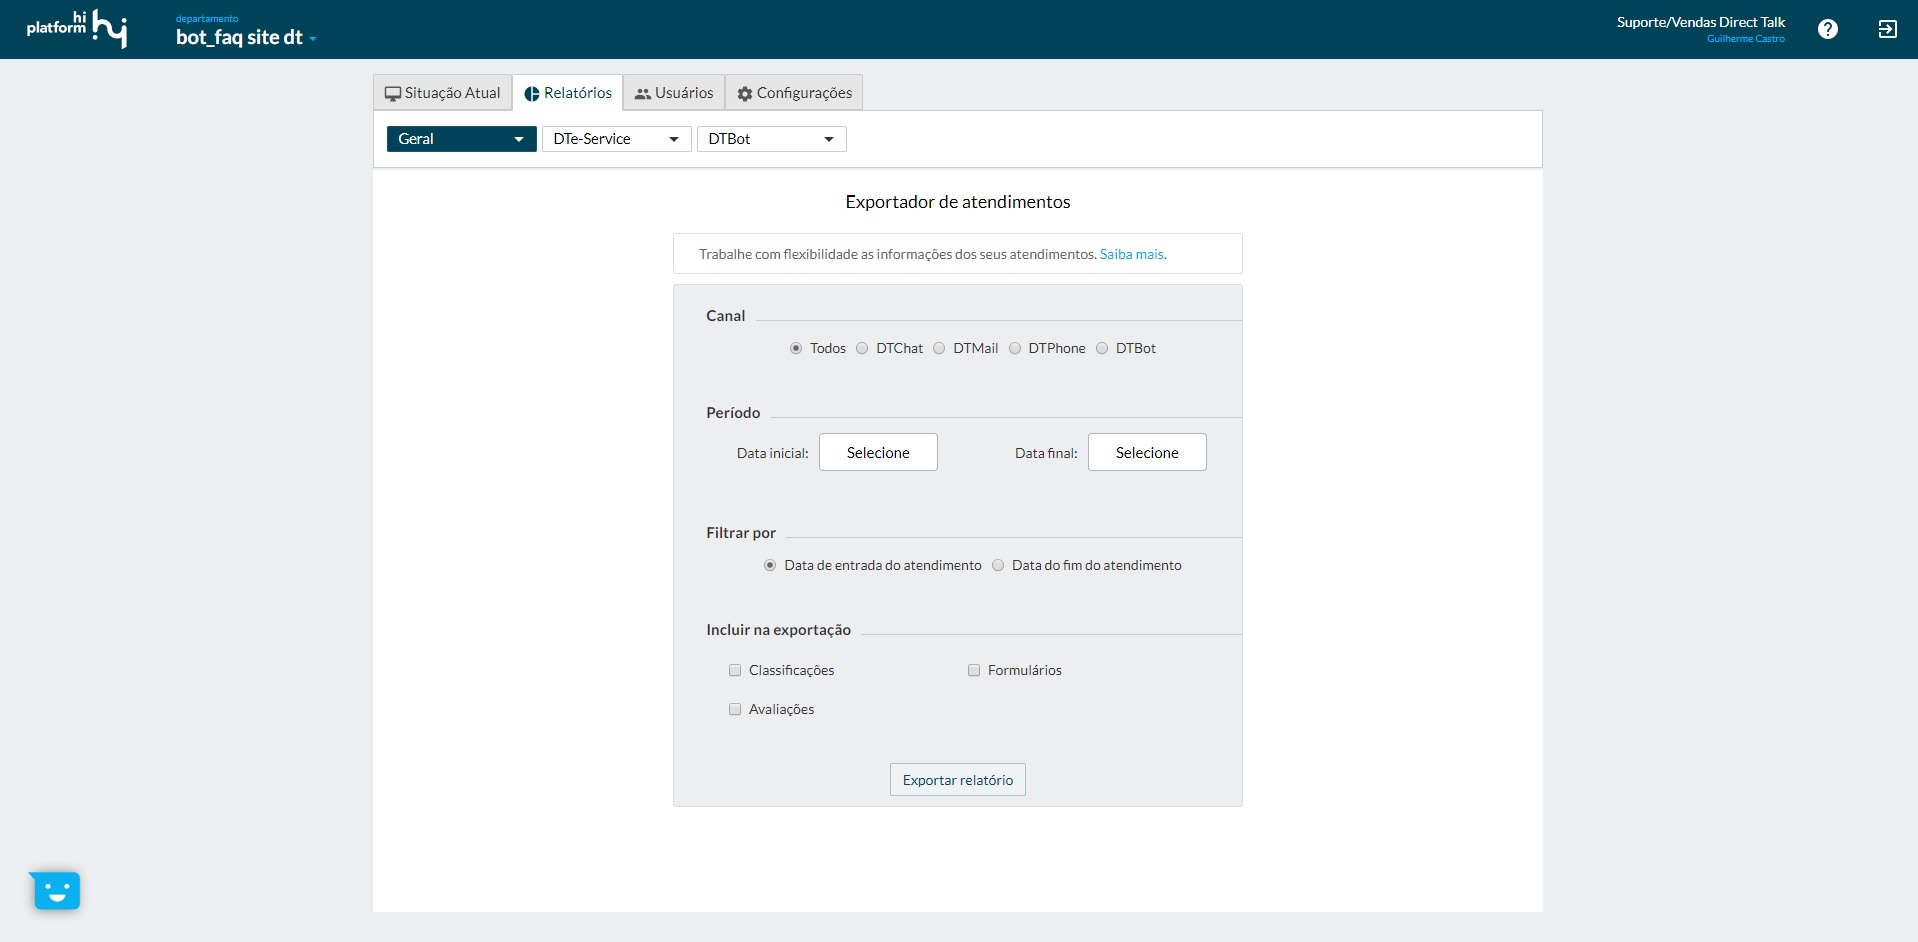 hi
platform hi
departamento
bot_faq site dt
Suporte/Vendas Direct Talk
Guilherme Castro
?
Situação Atual
Relatórios
Usuários
Configurações
Geral
DTe-Service
DTBot
Exportador de atendimentos
Trabalhe com flexibilidade as informações dos seus atendimentos. Saiba mais.
Canal
Todos
DTChat
DTMail
DTPhone
DTBot
Período
Data inicial: Selecione
Data final: Selecione
Filtrar por
Data de entrada do atendimento
Data do fim do atendimento
Incluir na exportação
Classificações
Formulários
Avaliações
Exportar relatório